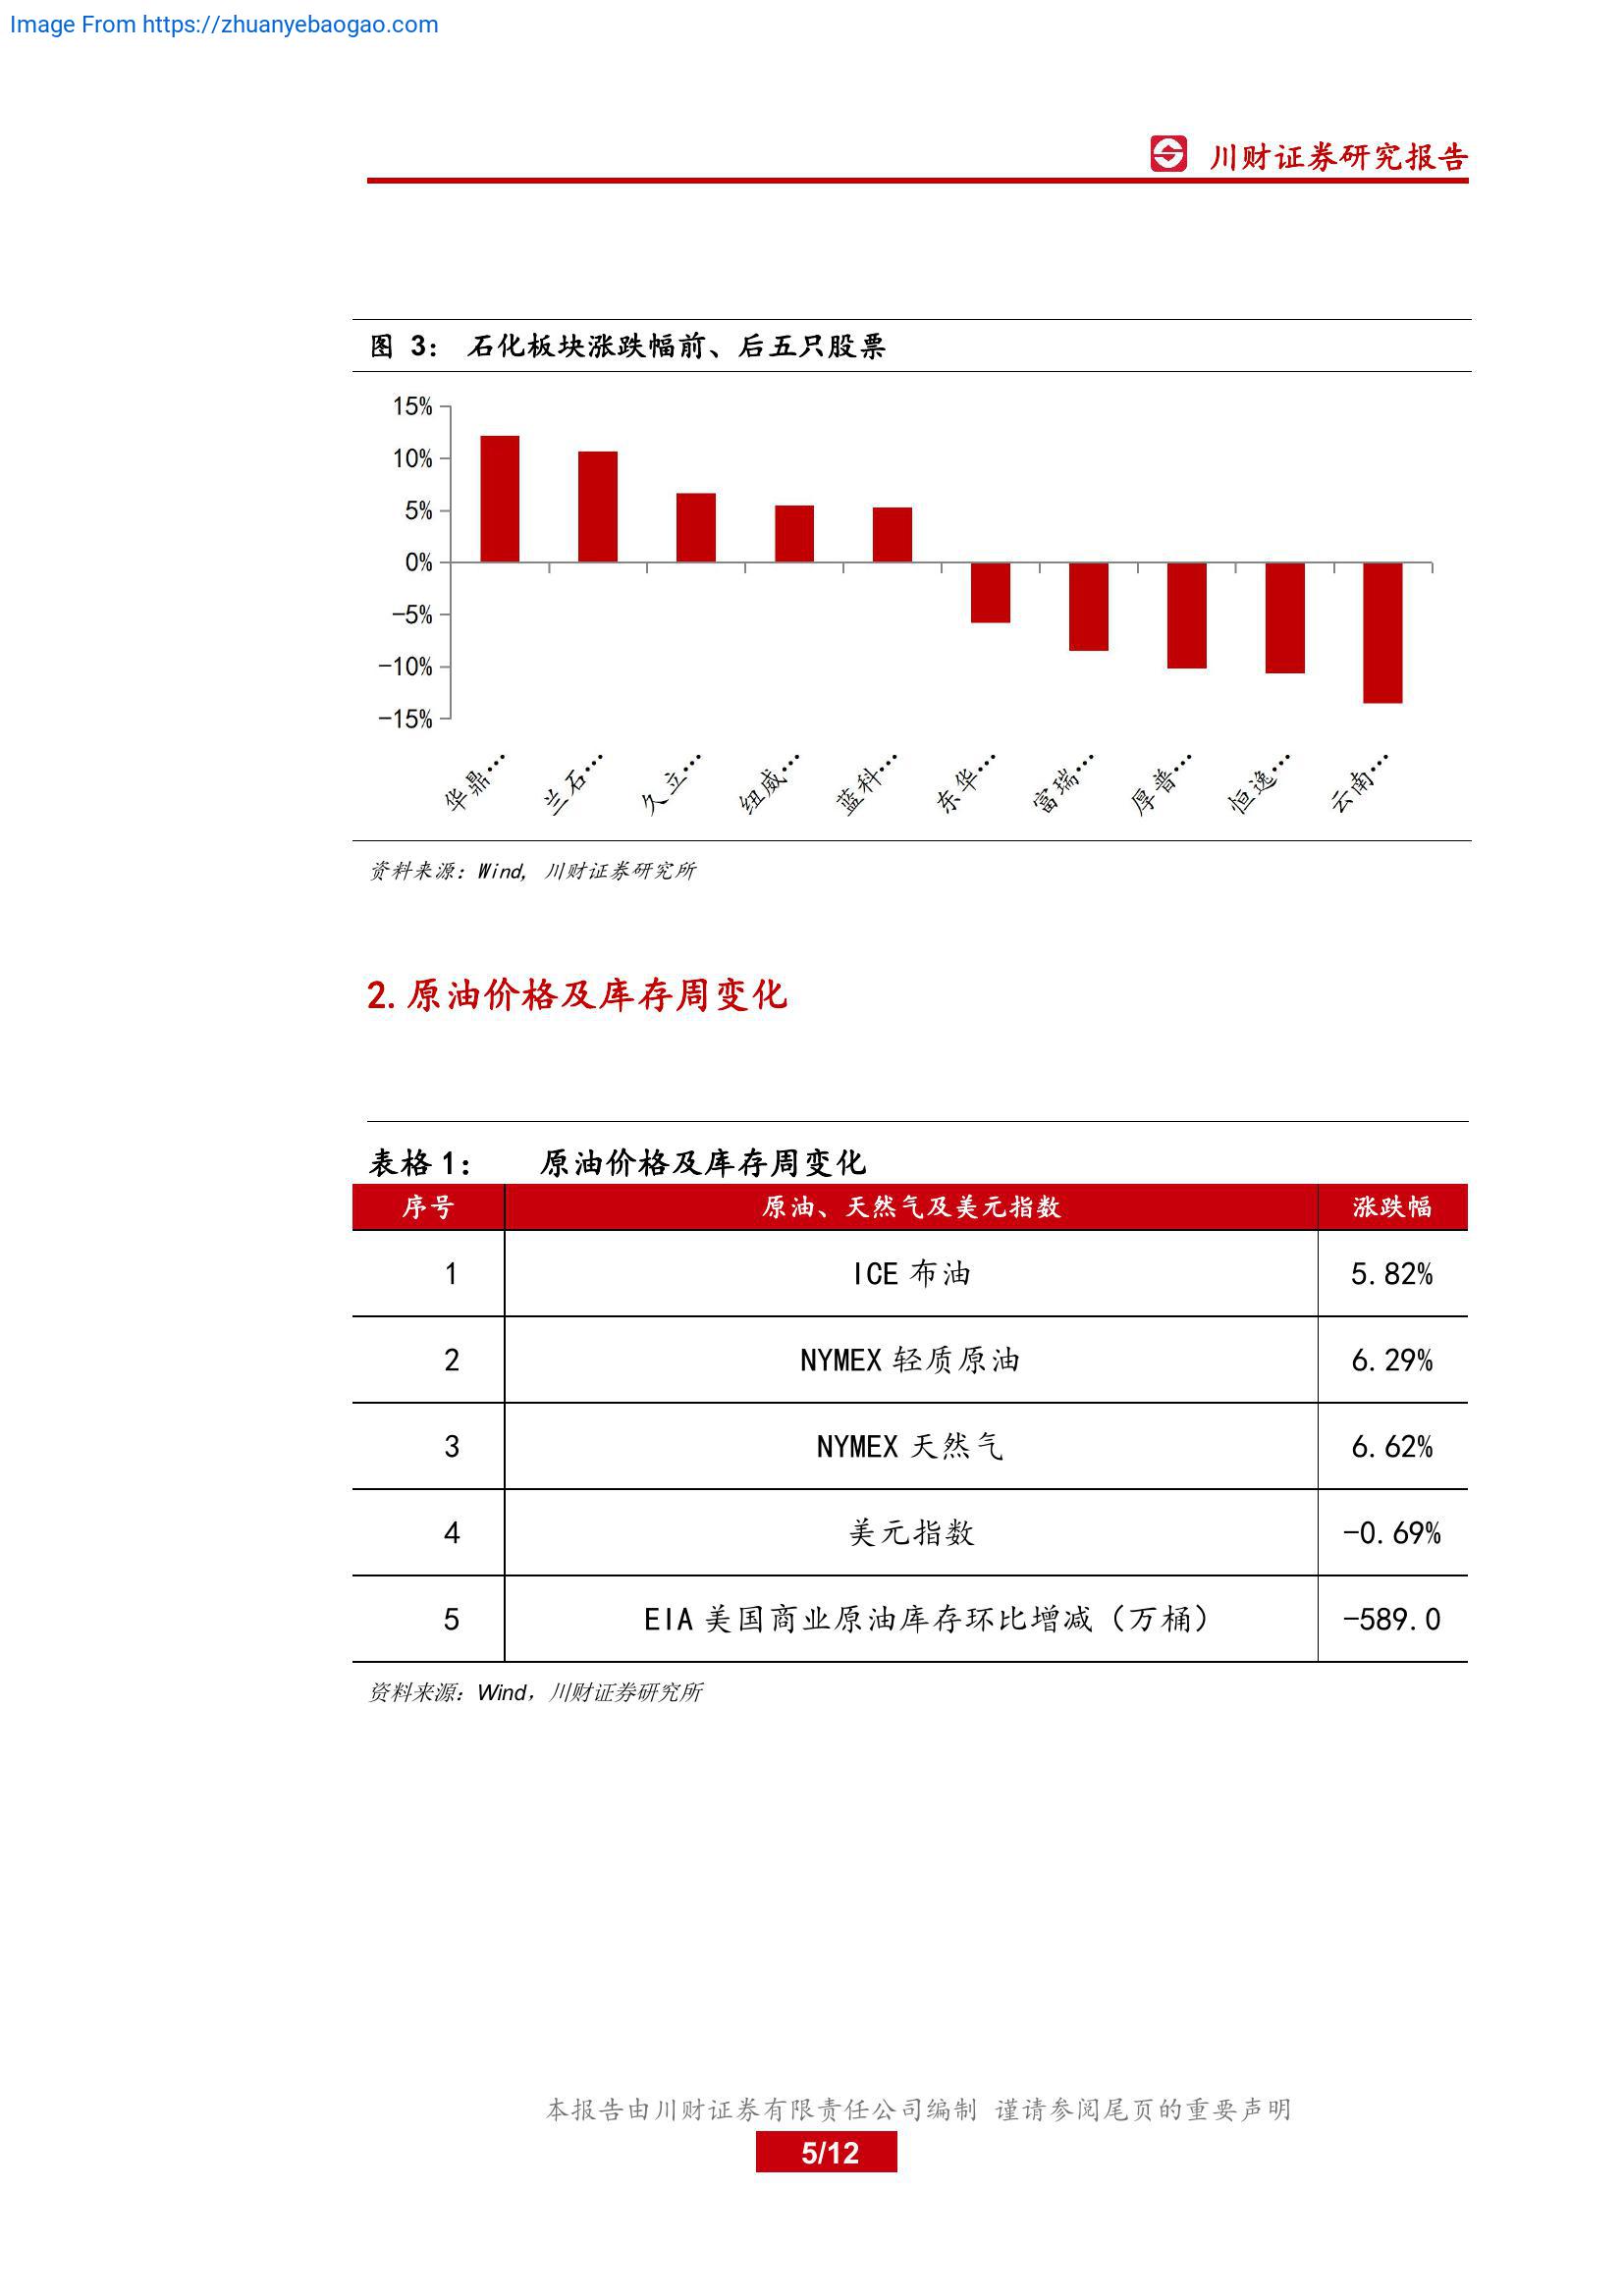 Image From https://zhuanyebaogao.com
川财证券研究报告
图 3: 石化板块涨跌幅前、后五只股票
15%
10%
5%
0%
-5%
-10%
-15%
华鼎…
兰石…
久立…
纽威…
蓝科…
东华…
富瑞…
厚普…
恒逸…
云南…
资料来源: Wind, 川财证券研究所
2.原油价格及库存周变化
表格 1: 原油价格及库存周变化
序号 原油、天然气及美元指数 涨跌幅
1 ICE 布油 5.82%
2 NYMEX 轻质原油 6.29%
3 NYMEX 天然气 6.62%
4 美元指数 -0.69%
5 EIA 美国商业原油库存环比增减（万桶） -589.0
资料来源: Wind，川财证券研究所
本报告由川财证券有限责任公司编制 谨请参阅尾页的重要声明
5/12